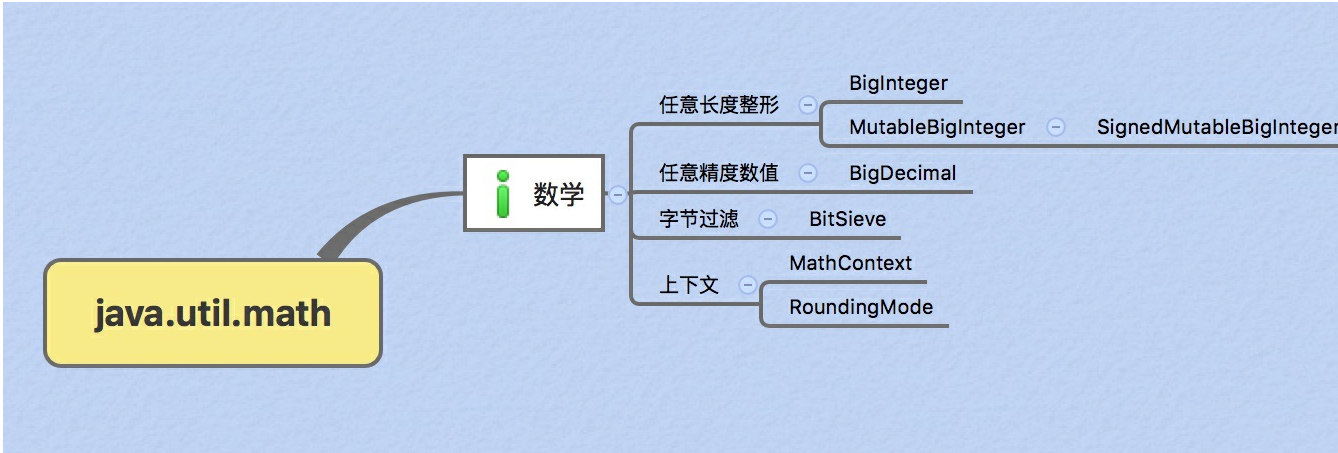 java.util.math
数学
任意长度整形
BigInteger
MutableBigInteger
SignedMutableBigInteger
任意精度数值
BigDecimal
字节过滤
BitSieve
上下文
MathContext
RoundingMode